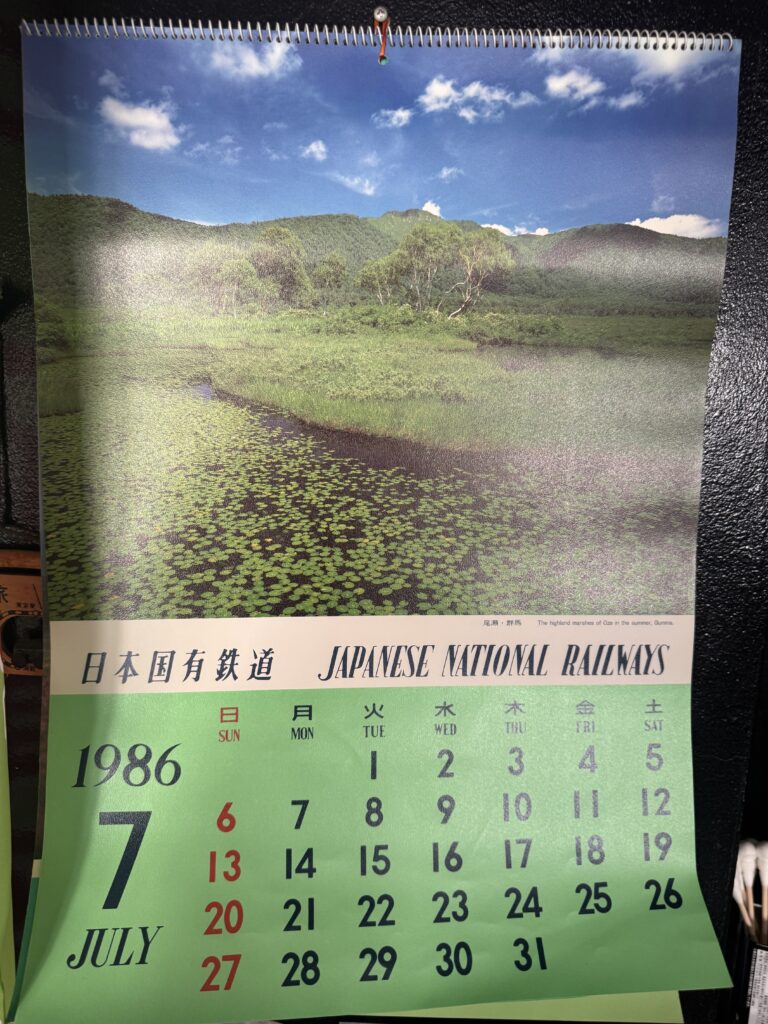 尾瀬・群馬 The highland marshes of Oze in the summer, Gunma.
日本国有鉄道 JAPANESE NATIONAL RAILWAYS
日 月 火 水 木 金 土
SUN MON TUE WED THU FRI SAT
1986
7
JULY
1 2 3 4 5
6 7 8 9 10 11 12
13 14 15 16 17 18 19
20 21 22 23 24 25 26
27 28 29 30 31